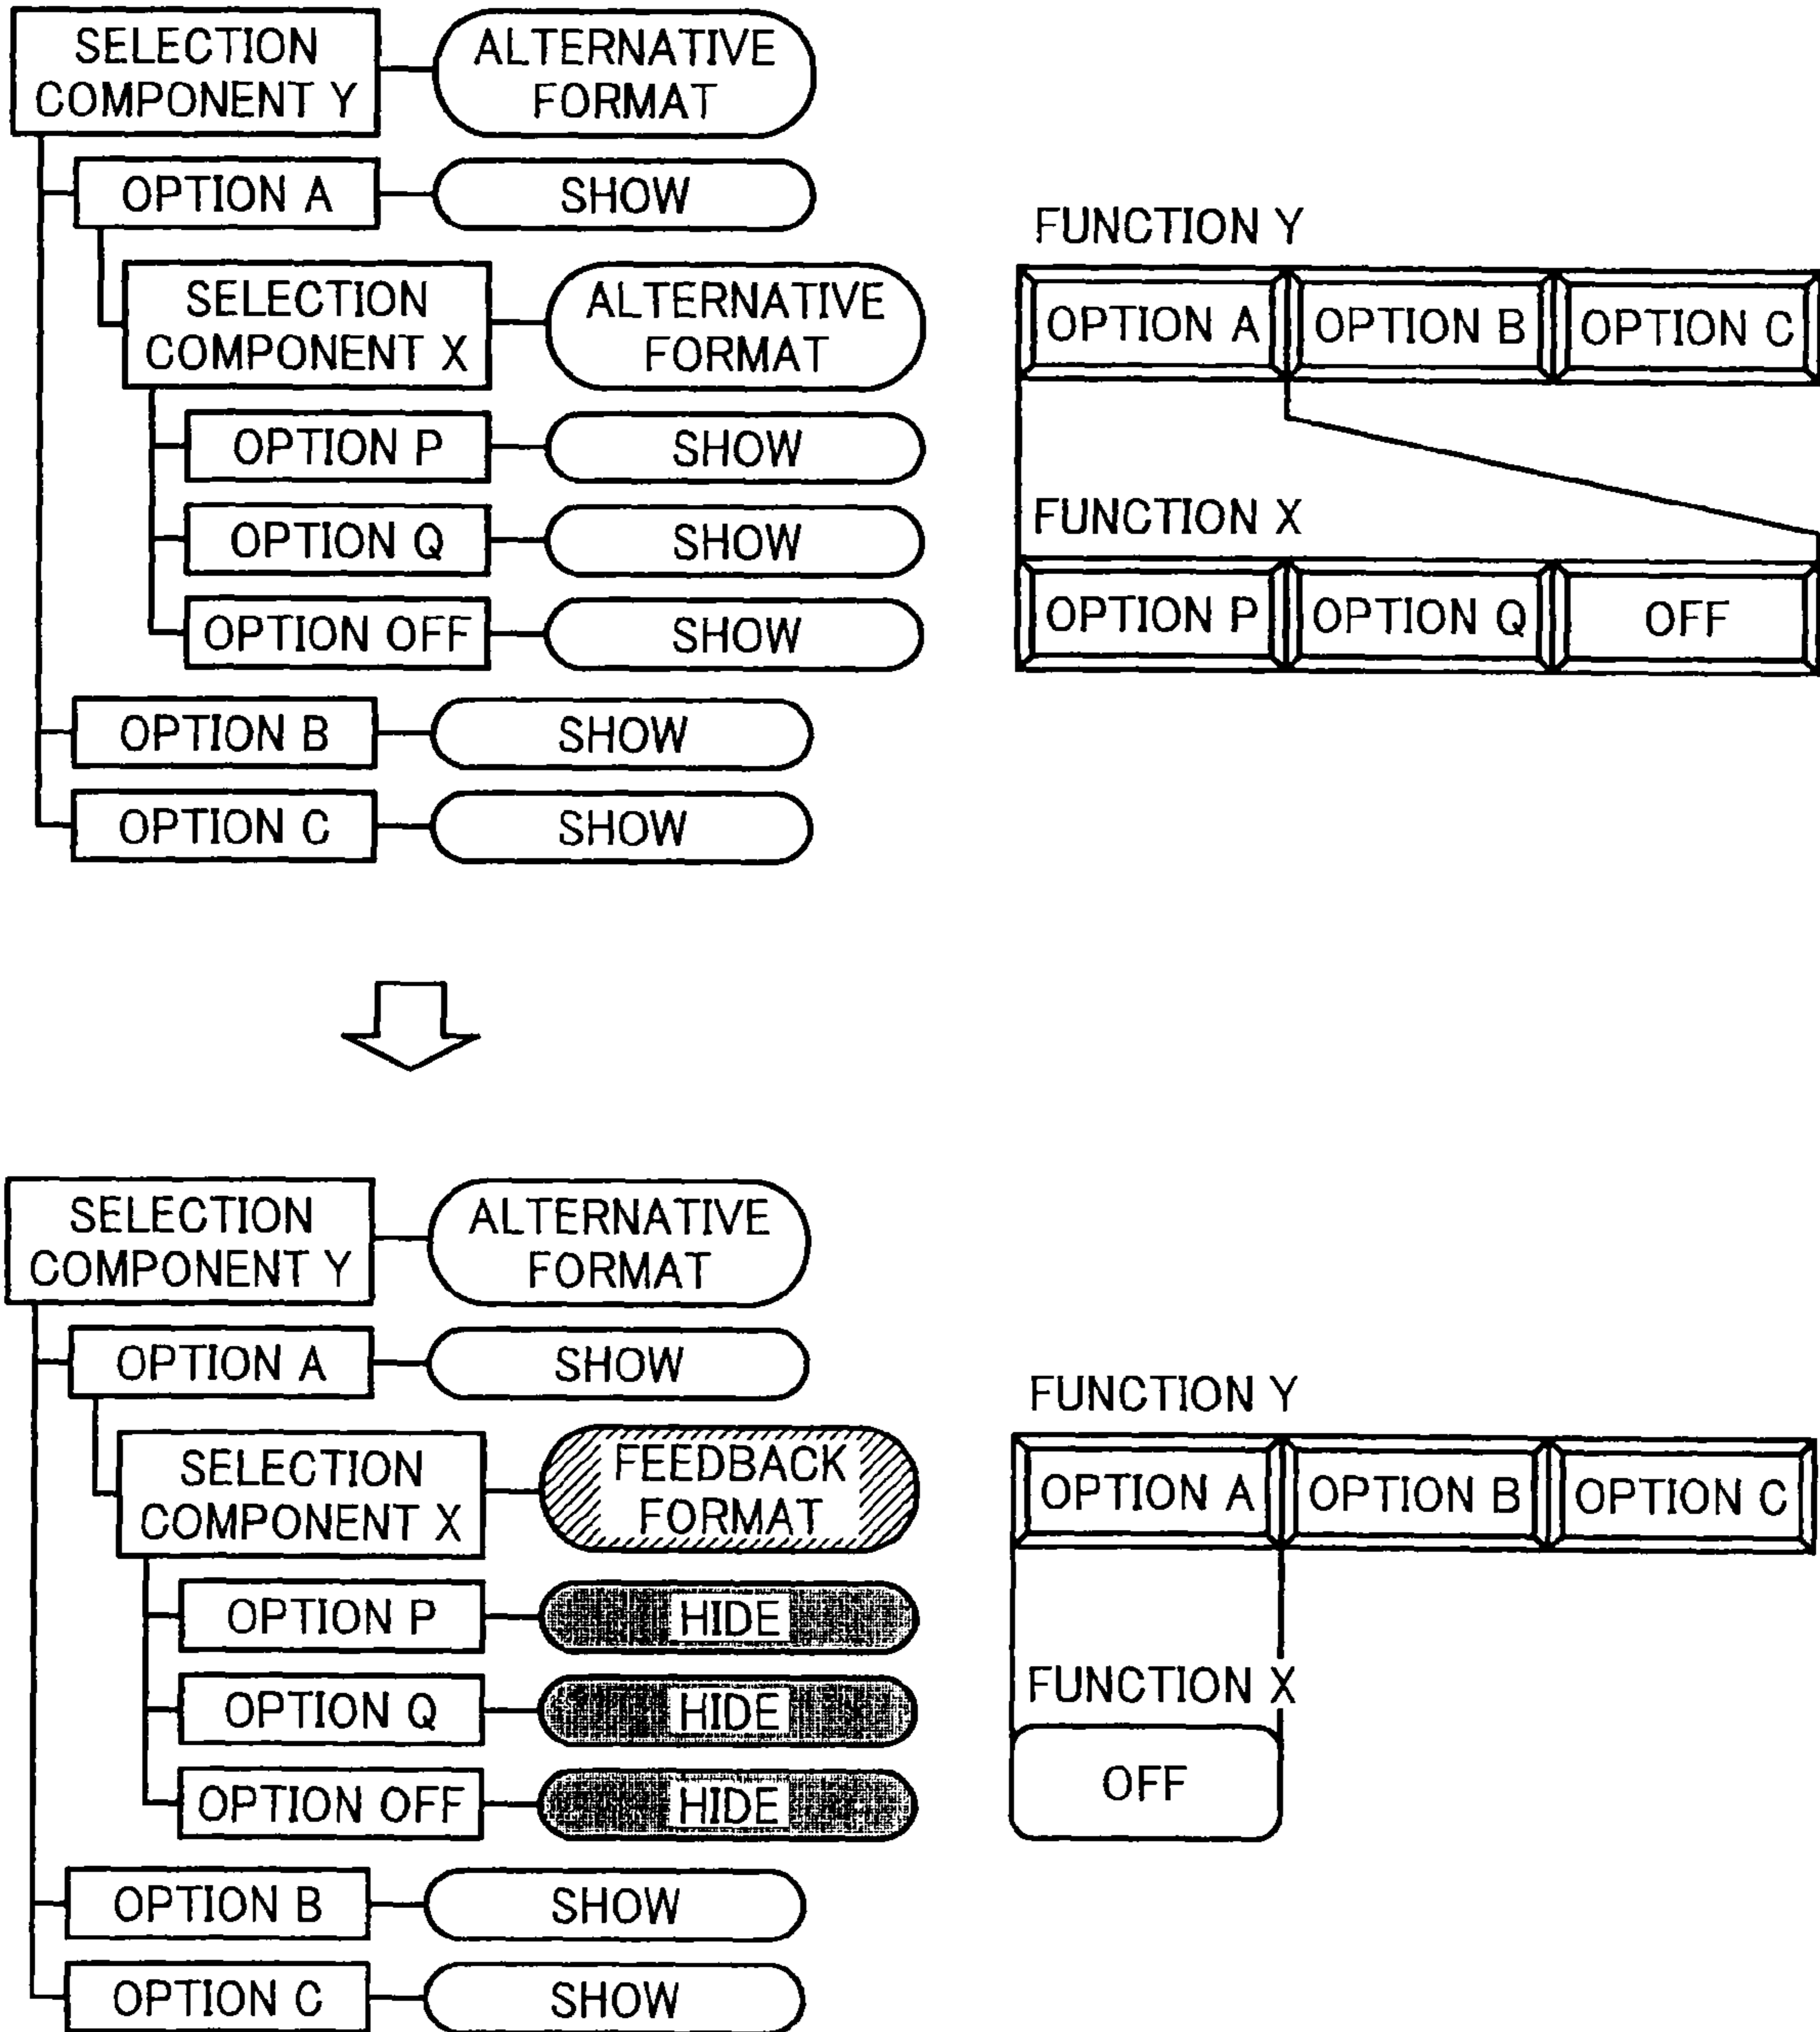 SELECTION
COMPONENT Y
ALTERNATIVE
FORMAT
OPTION A
SHOW
SELECTION
COMPONENT X
ALTERNATIVE
FORMAT
OPTION P
SHOW
OPTION Q
SHOW
OPTION OFF
SHOW
OPTION B
SHOW
OPTION C
SHOW
FUNCTION Y
OPTION A
OPTION B
OPTION C
FUNCTION X
OPTION P
OPTION Q
OFF
SELECTION
COMPONENT Y
ALTERNATIVE
FORMAT
OPTION A
SHOW
SELECTION
COMPONENT X
FEEDBACK
FORMAT
OPTION P
HIDE
OPTION Q
HIDE
OPTION OFF
HIDE
OPTION B
SHOW
OPTION C
SHOW
FUNCTION Y
OPTION A
OPTION B
OPTION C
FUNCTION X
OFF